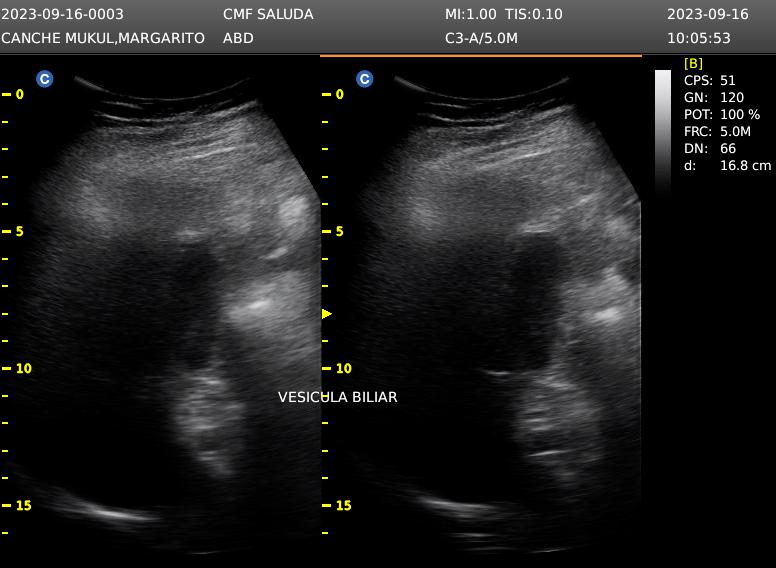 2023-09-16-0003 CMF SALUDA MI:1.00 TIS:0.10 2023-09-16
CANCHE MUKUL,MARGARITO ABD C3-A/5.0M 10:05:53
C
C
[B]
CPS: 51
GN: 120
POT: 100 %
FRC: 5.0M
DN: 66
d: 16.8 cm
0
0
5
5
10
10
VESICULA BILIAR
15
15